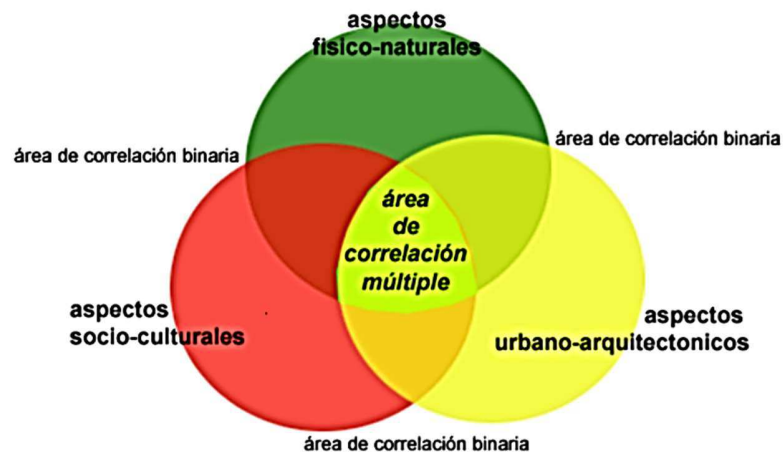 aspectos
fisico-naturales
área de correlación binaria
área de correlación binaria
área
de
correlación
múltiple
aspectos
socio-culturales
aspectos
urbano-arquitectonicos
área de correlación binaria